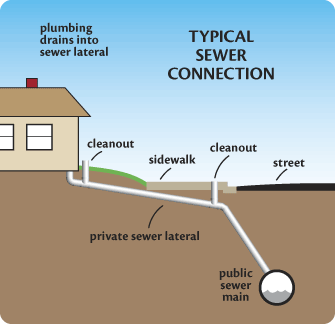 plumbing
drains into
sewer lateral
TYPICAL
SEWER
CONNECTION
cleanout
sidewalk
cleanout
street
private sewer lateral
public
sewer
main